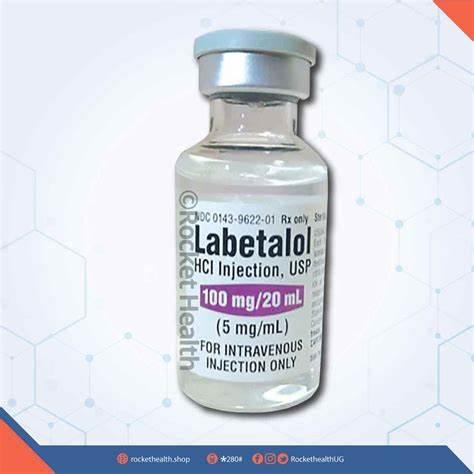 ©Rocket Health
NDC 0143-9622-01 Rx only
Labetalol
HCl Injection, USP
100 mg/20 mL
(5 mg/mL)
FOR INTRAVENOUS
INJECTION ONLY
rockethealth.shop
*280#
RockethealthUG